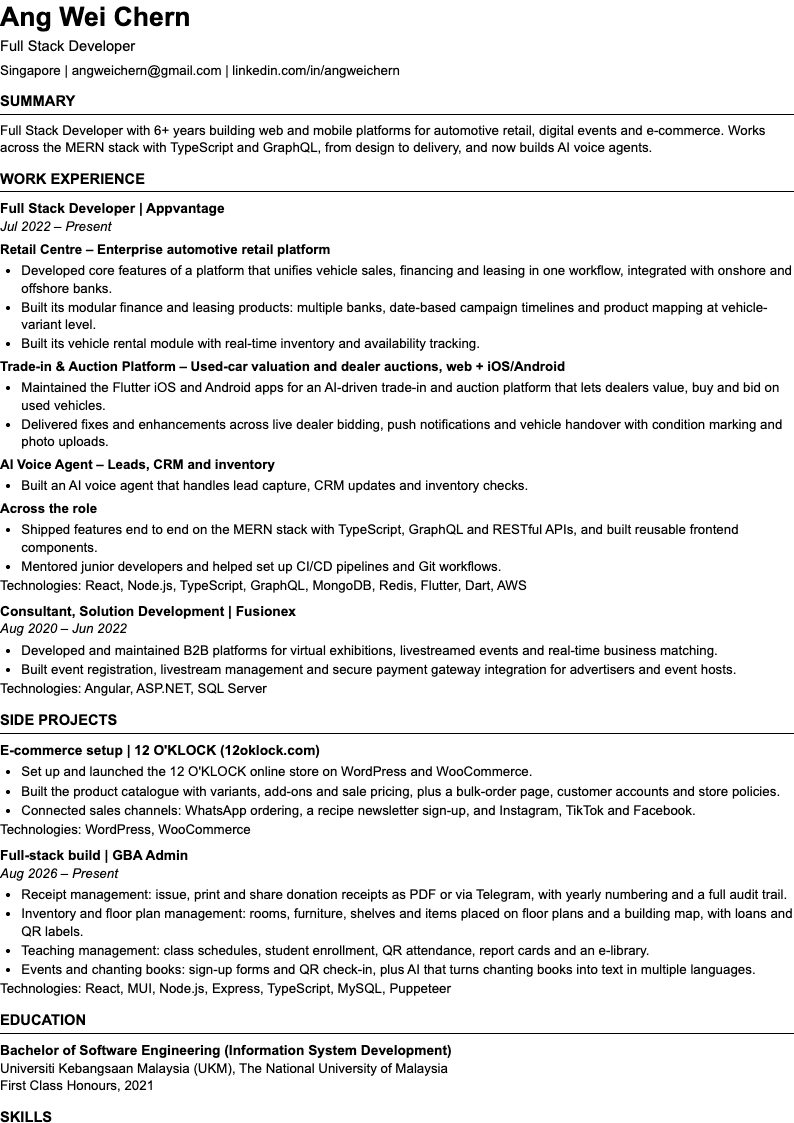 Ang Wei Chern
Full Stack Developer
Singapore | angweichern@gmail.com | linkedin.com/in/angweichern
SUMMARY
Full Stack Developer with 6+ years building web and mobile platforms for automotive retail, digital events and e-commerce. Works
across the MERN stack with TypeScript and GraphQL, from design to delivery, and now builds AI voice agents.
WORK EXPERIENCE
Full Stack Developer | Appvantage
Jul 2022 – Present
Retail Centre – Enterprise automotive retail platform
• Developed core features of a platform that unifies vehicle sales, financing and leasing in one workflow, integrated with onshore and
offshore banks.
• Built its modular finance and leasing products: multiple banks, date-based campaign timelines and product mapping at vehicle-
variant level.
• Built its vehicle rental module with real-time inventory and availability tracking.
Trade-in & Auction Platform – Used-car valuation and dealer auctions, web + iOS/Android
• Maintained the Flutter iOS and Android apps for an AI-driven trade-in and auction platform that lets dealers value, buy and bid on
used vehicles.
• Delivered fixes and enhancements across live dealer bidding, push notifications and vehicle handover with condition marking and
photo uploads.
AI Voice Agent – Leads, CRM and inventory
• Built an AI voice agent that handles lead capture, CRM updates and inventory checks.
Across the role
• Shipped features end to end on the MERN stack with TypeScript, GraphQL and RESTful APIs, and built reusable frontend
components.
• Mentored junior developers and helped set up CI/CD pipelines and Git workflows.
Technologies: React, Node.js, TypeScript, GraphQL, MongoDB, Redis, Flutter, Dart, AWS
Consultant, Solution Development | Fusionex
Aug 2020 – Jun 2022
• Developed and maintained B2B platforms for virtual exhibitions, livestreamed events and real-time business matching.
• Built event registration, livestream management and secure payment gateway integration for advertisers and event hosts.
Technologies: Angular, ASP.NET, SQL Server
SIDE PROJECTS
E-commerce setup | 12 O'KLOCK (12oklock.com)
• Set up and launched the 12 O'KLOCK online store on WordPress and WooCommerce.
• Built the product catalogue with variants, add-ons and sale pricing, plus a bulk-order page, customer accounts and store policies.
• Connected sales channels: WhatsApp ordering, a recipe newsletter sign-up, and Instagram, TikTok and Facebook.
Technologies: WordPress, WooCommerce
Full-stack build | GBA Admin
Aug 2026 – Present
• Receipt management: issue, print and share donation receipts as PDF or via Telegram, with yearly numbering and a full audit trail.
• Inventory and floor plan management: rooms, furniture, shelves and items placed on floor plans and a building map, with loans and
QR labels.
• Teaching management: class schedules, student enrollment, QR attendance, report cards and an e-library.
• Events and chanting books: sign-up forms and QR check-in, plus AI that turns chanting books into text in multiple languages.
Technologies: React, MUI, Node.js, Express, TypeScript, MySQL, Puppeteer
EDUCATION
Bachelor of Software Engineering (Information System Development)
Universiti Kebangsaan Malaysia (UKM), The National University of Malaysia
First Class Honours, 2021
SKILLS